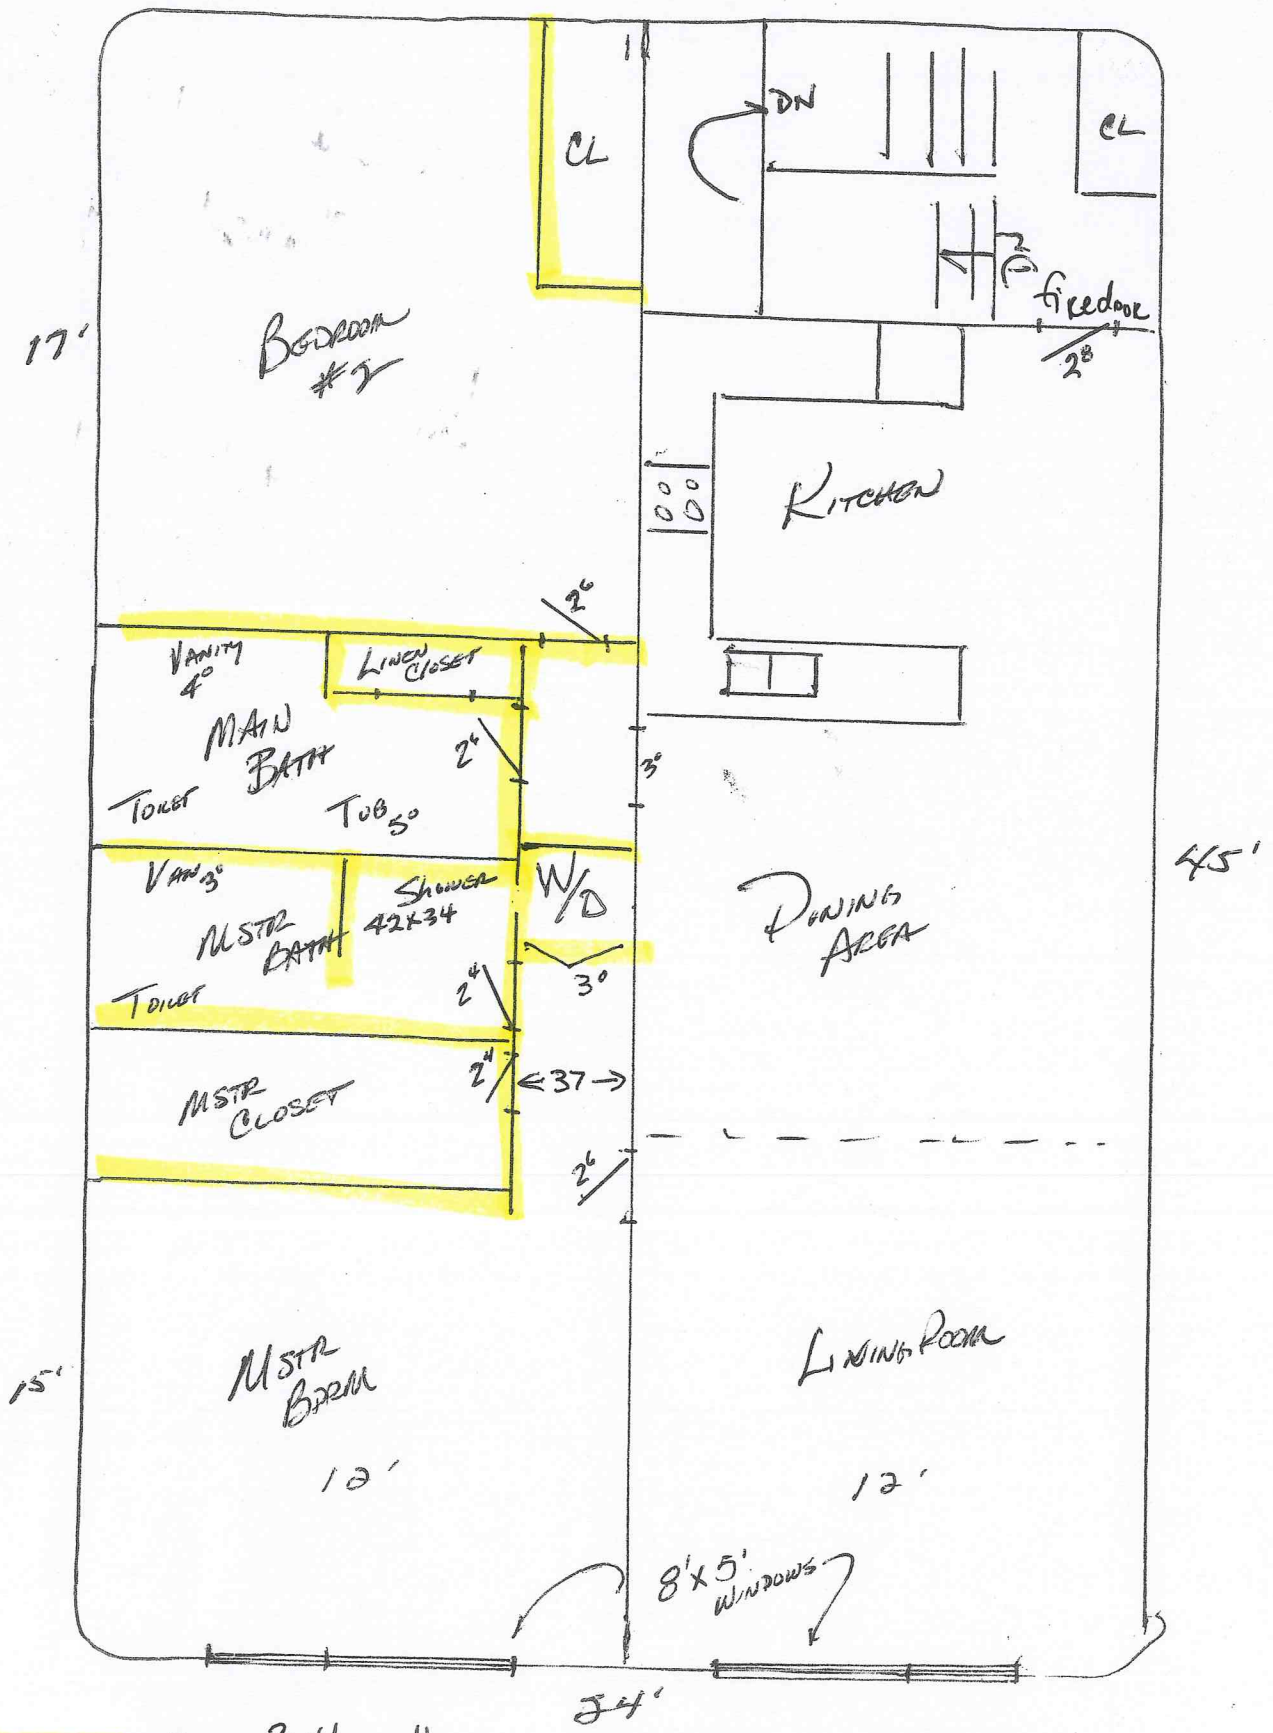 CL
DN
CL
DN
firedoor
2⁸
17'
BEDROOM
#2
KITCHEN
2⁶
VANITY
4⁰
LINEN
CLOSET
MAIN
BATH
2⁴
3⁰
TOILET
TUB 5⁰
45'
VAN 3⁰
SHOWER
42x34
W/D
MSTR
BATH
DINING
AREA
TOILET
2⁴
3⁰
2⁴
←37→
MSTR
CLOSET
2⁶
15'
MSTR
BDRM
LIVING ROOM
12'
12'
8'x5'
WINDOWS
24'